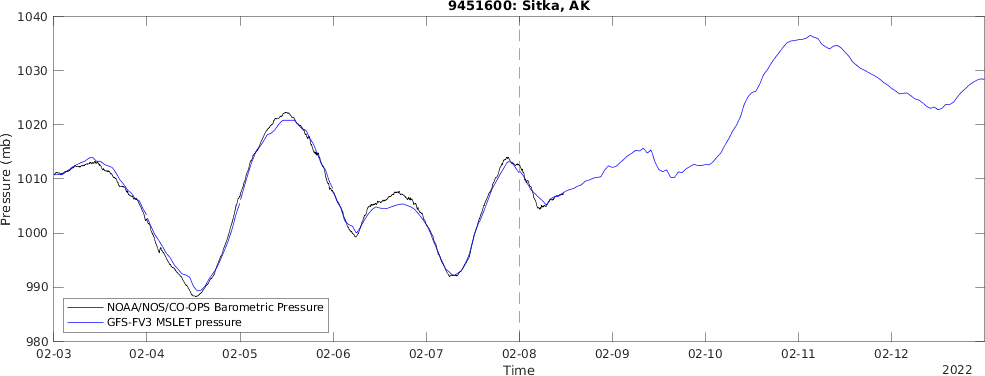 9451600: Sitka, AK
1040
1030
1020
1010
1000
990
980
Pressure (mb)
NOAA/NOS/CO-OPS Barometric Pressure
GFS-FV3 MSLET pressure
02-03 02-04 02-05 02-06 02-07 02-08 02-09 02-10 02-11 02-12
Time
2022